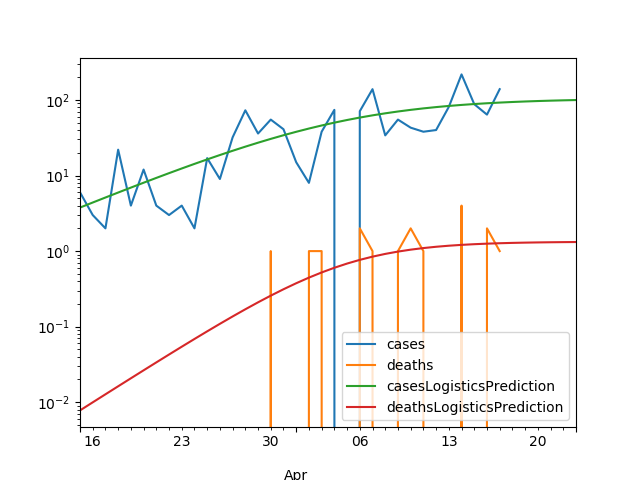 10²
10¹
10⁰
10⁻¹
10⁻²
cases
deaths
casesLogisticsPrediction
deathsLogisticsPrediction
16 23 30 06 13 20
Apr